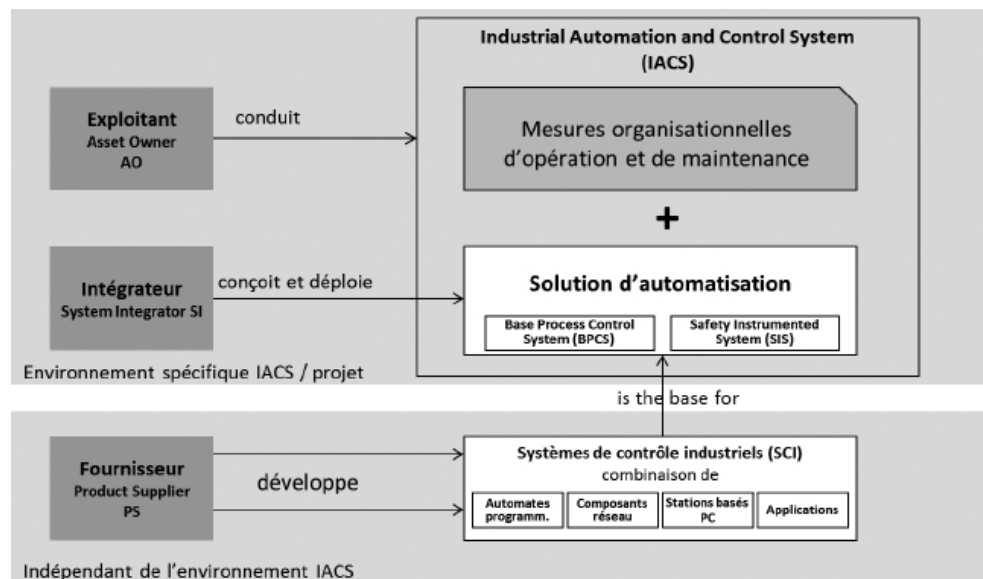 Industrial Automation and Control System
(IACS)
Exploitant
Asset Owner
AO
conduit
Mesures organisationnelles
d'opération et de maintenance
+
Intégrateur
System Integrator SI
conçoit et déploie
Solution d'automatisation
Base Process Control
System (BPCS)
Safety Instrumented
System (SIS)
Environnement spécifique IACS / projet
is the base for
Fournisseur
Product Supplier
PS
développe
Systèmes de contrôle industriels (SCI)
combinaison de
Automates
programm.
Composants
réseau
Stations basés
PC
Applications
Indépendant de l'environnement IACS